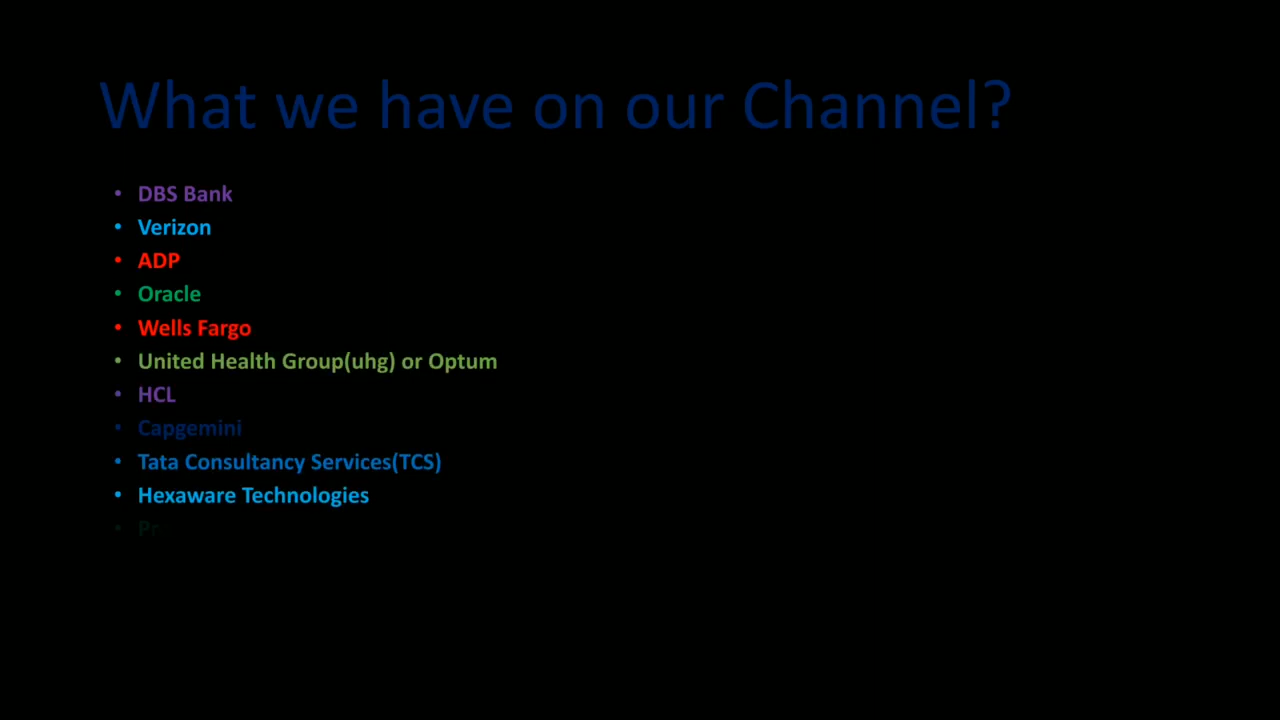 What we have on our Channel?
• DBS Bank
• Verizon
• ADP
• Oracle
• Wells Fargo
• United Health Group(uhg) or Optum
• HCL
• Capgemini
• Tata Consultancy Services(TCS)
• Hexaware Technologies
• Pr